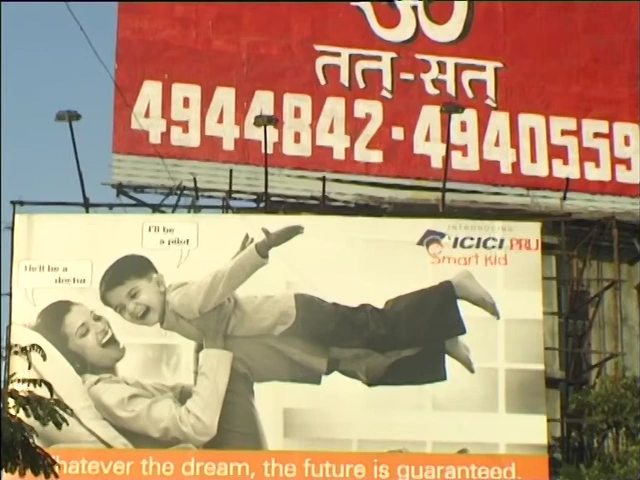 ॐ
तत्-सत्
4944842·4940559
I'll be
a pilot
He'll be a
doctor
INTRODUCING
ICICI PRU
Smart Kid
Whatever the dream, the future is guaranteed.